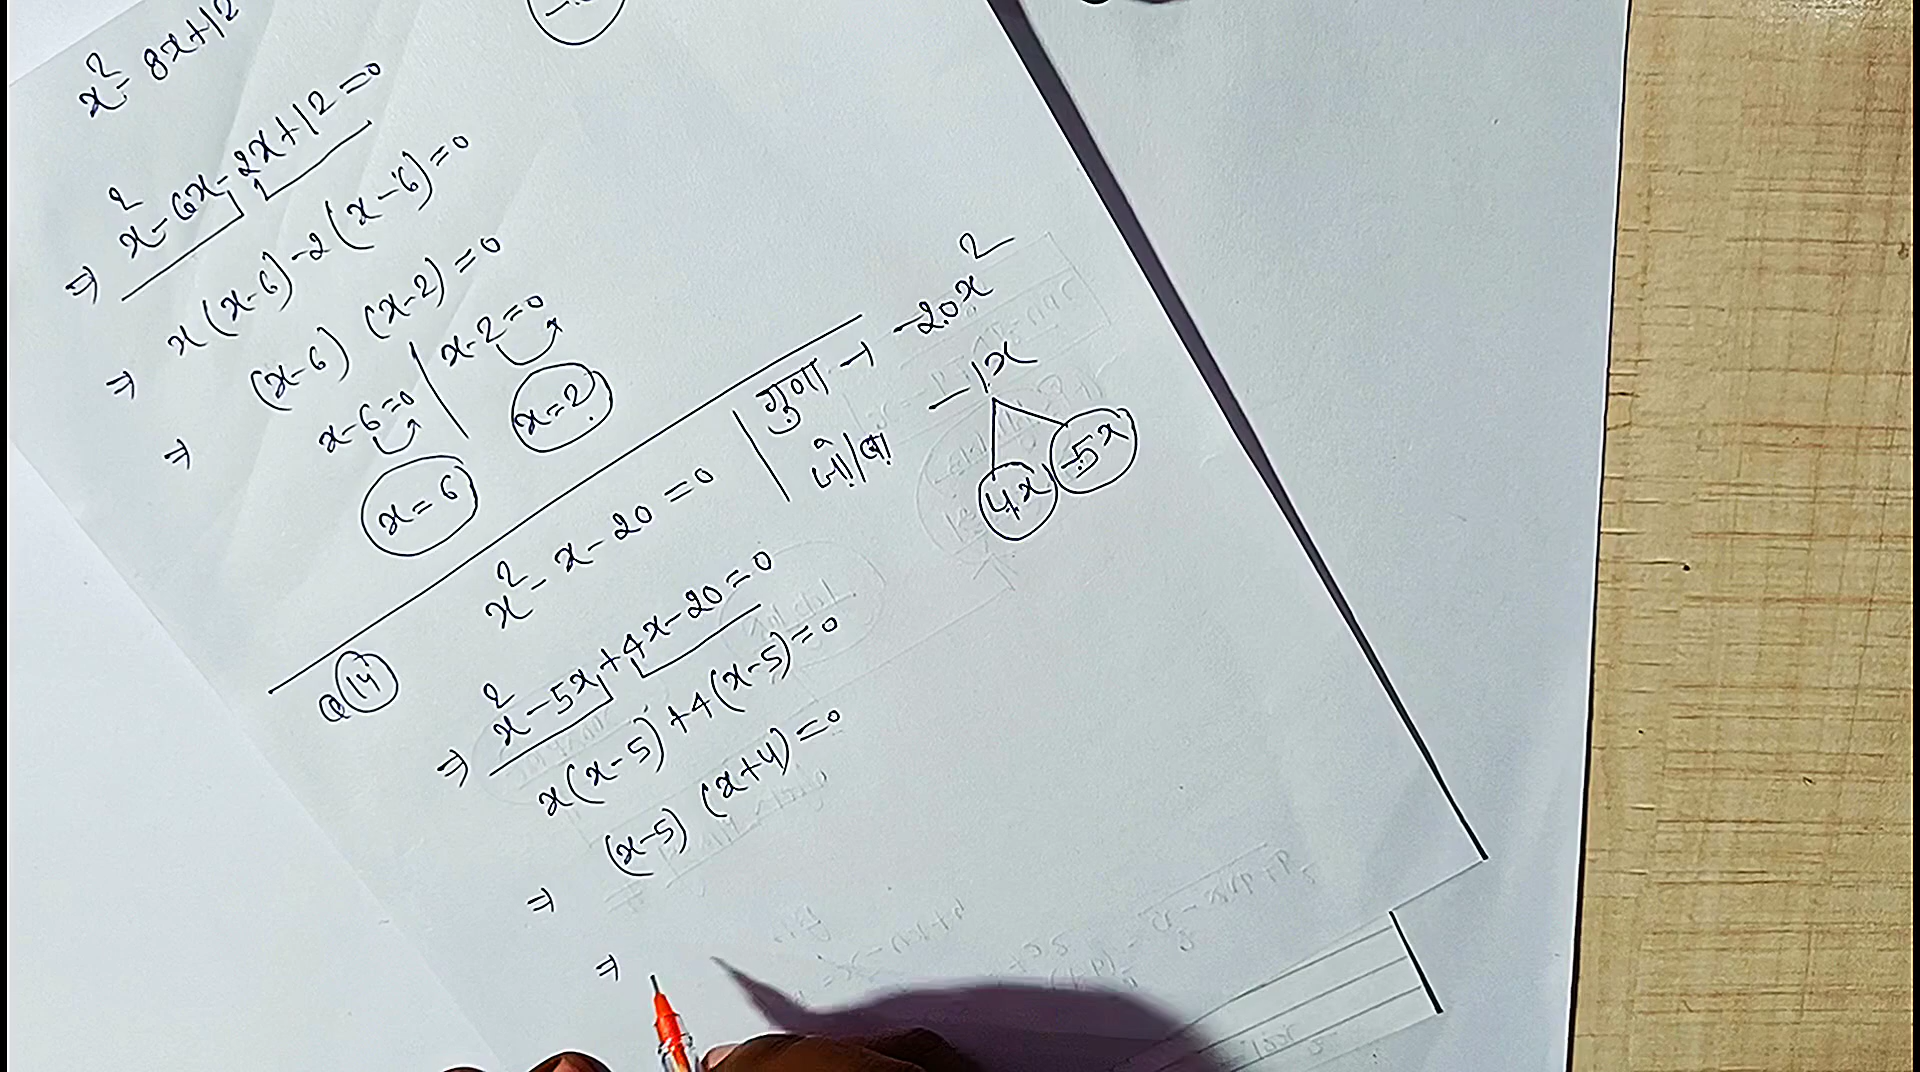 x² - 8x+12
⇒ x² - 6x - 2x + 12 = 0
⇒ x(x-6) -2(x-6) = 0
⇒ (x-6) (x-2) = 0
x-6=0 | x-2=0
x=6 x=2
Q 14 x² - x - 20 = 0 | गुणा → -20x²
जो/घ -1x
4x -5x
⇒ x² - 5x + 4x - 20 = 0
x(x-5) +4(x-5) = 0
⇒ (x-5) (x+4) = 0
⇒